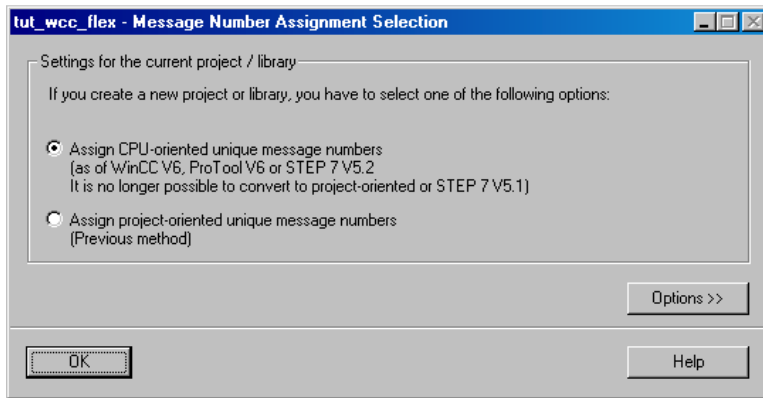 tut_wcc_flex - Message Number Assignment Selection
Settings for the current project / library
If you create a new project or library, you have to select one of the following options:
Assign CPU-oriented unique message numbers
(as of WinCC V6, ProTool V6 or STEP 7 V5.2
It is no longer possible to convert to project-oriented or STEP 7 V5.1)
Assign project-oriented unique message numbers
(Previous method)
Options >>
OK
Help